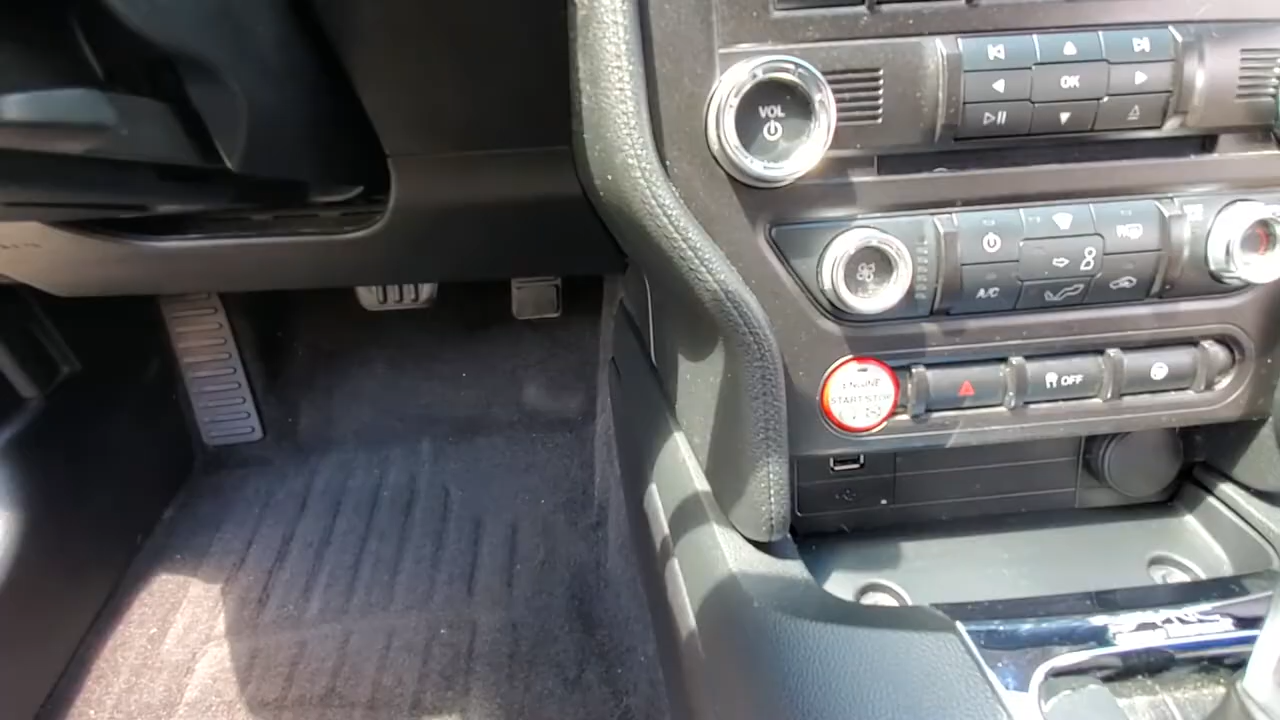 VOL
OK
A/C
ENGINE
START STOP
OFF